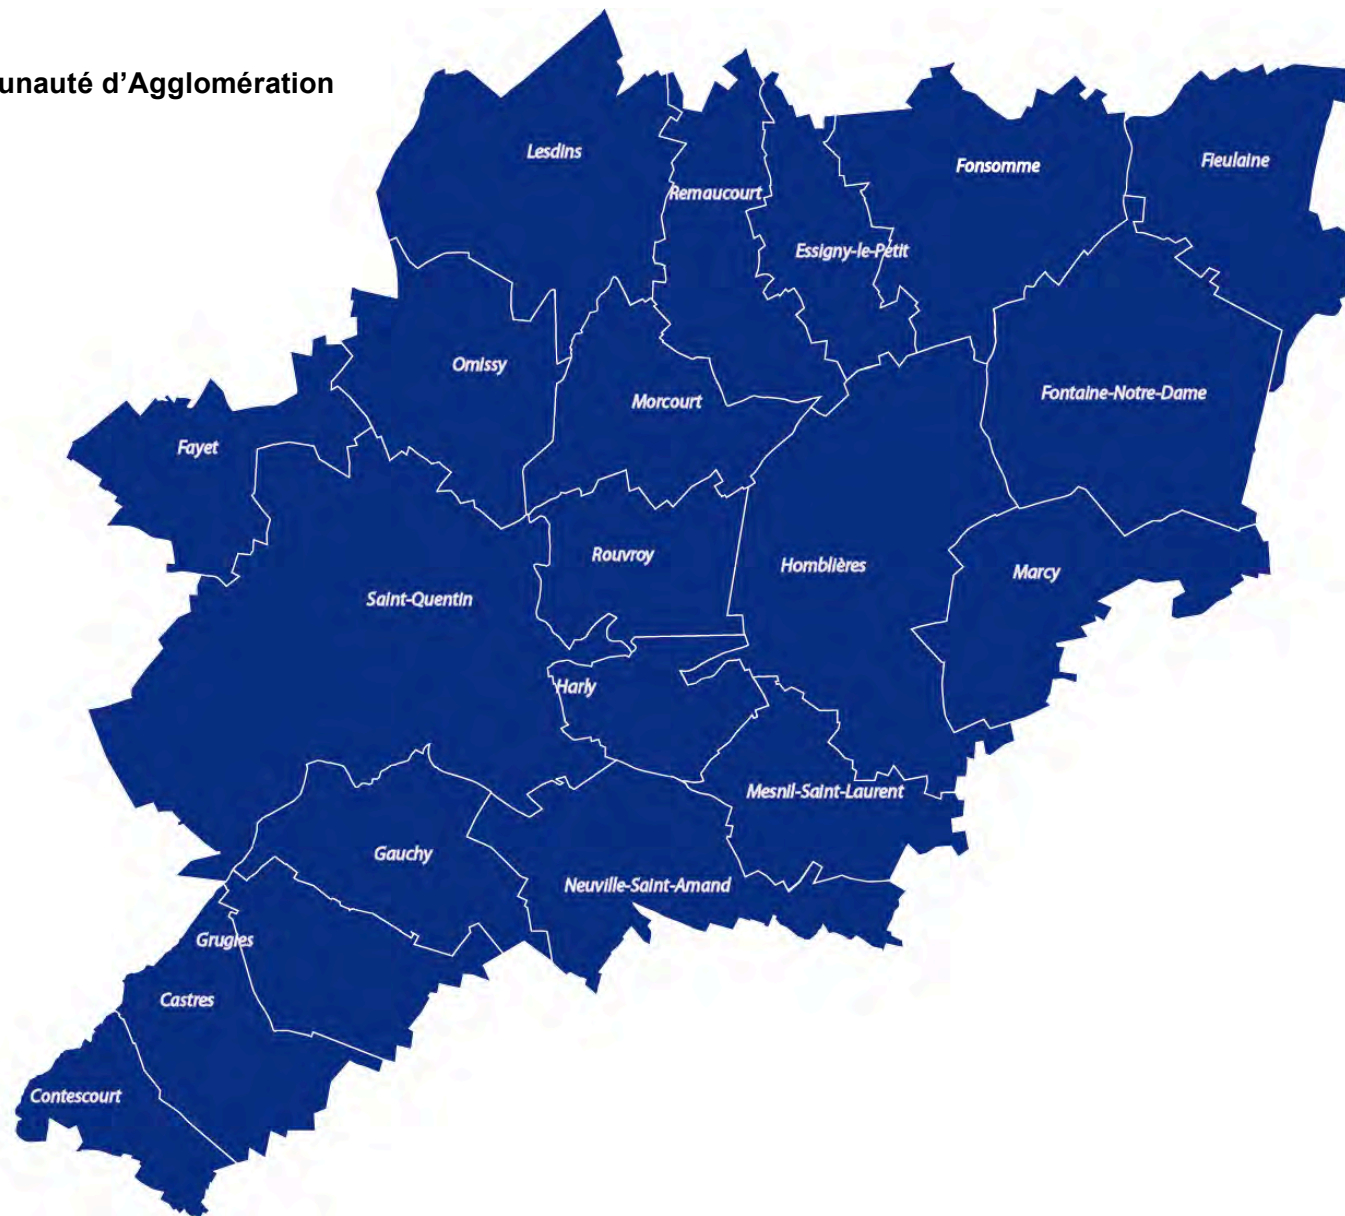 unauté d'Agglomération
Lesdins
Remaucourt
Fonsomme
Fieulaine
Essigny-le-Petit
Omissy
Morcourt
Fontaine-Notre-Dame
Fayet
Rouvroy
Homblières
Marcy
Saint-Quentin
Harly
Mesnil-Saint-Laurent
Gauchy
Neuville-Saint-Amand
Grugies
Castres
Contescourt